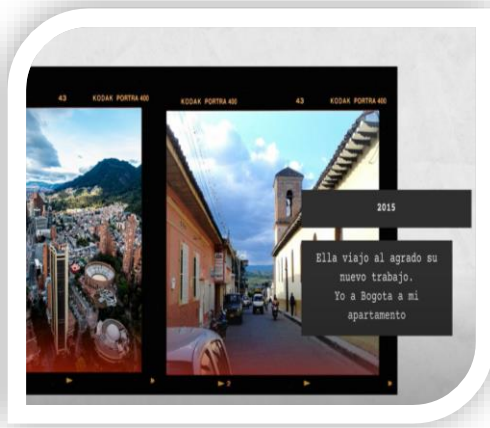 43 KODAK PORTRA 400
KODAK PORTRA 400 43 KODAK PORTRA 400
2015
Ella viajo al agrado su
nuevo trabajo.
Yo a Bogota a mi
apartamento
2